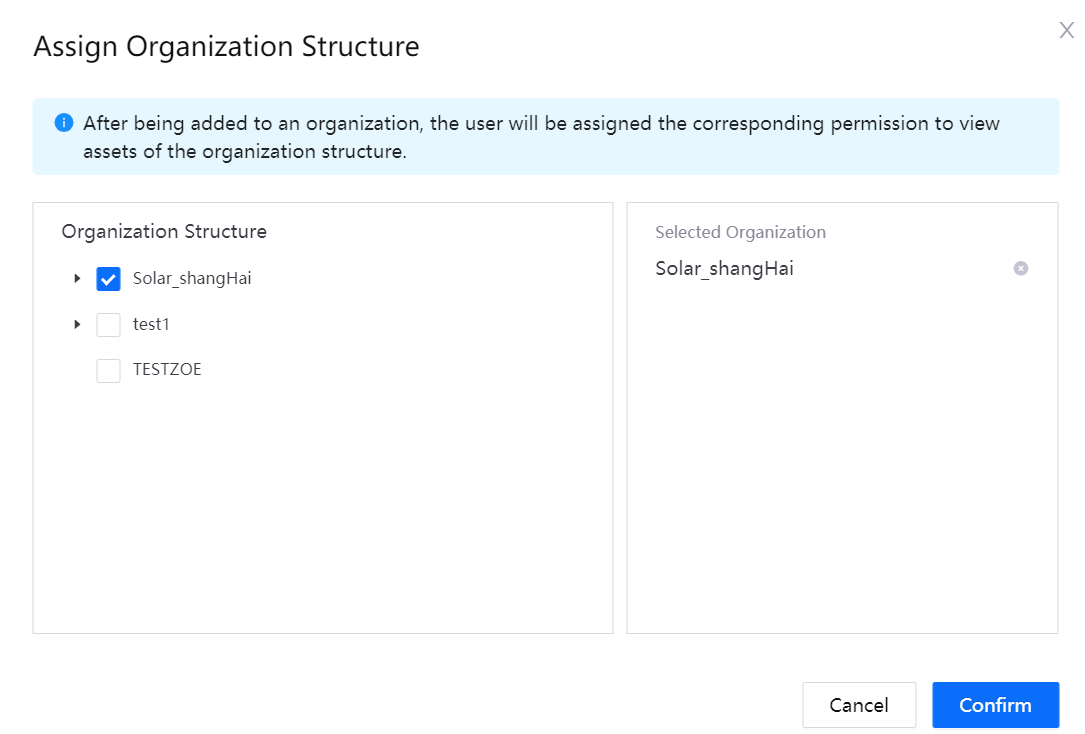 Assign Organization Structure
X
After being added to an organization, the user will be assigned the corresponding permission to view
assets of the organization structure.
Organization Structure
Solar_shangHai
test1
TESTZOE
Selected Organization
Solar_shangHai
Cancel
Confirm